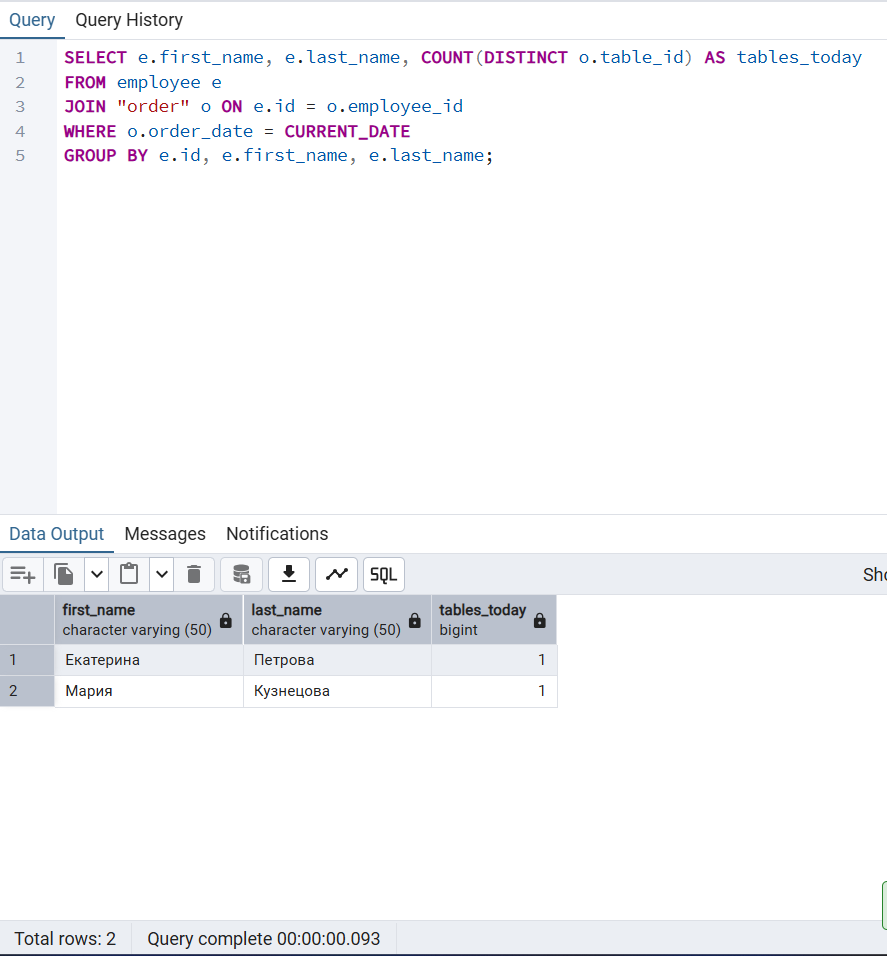 Query Query History
1 SELECT e.first_name, e.last_name, COUNT(DISTINCT o.table_id) AS tables_today
2 FROM employee e
3 JOIN "order" o ON e.id = o.employee_id
4 WHERE o.order_date = CURRENT_DATE
5 GROUP BY e.id, e.first_name, e.last_name;
Data Output Messages Notifications
SQL Sho
first_name last_name tables_today
character varying (50) character varying (50) bigint
1 Екатерина Петрова 1
2 Мария Кузнецова 1
Total rows: 2 Query complete 00:00:00.093